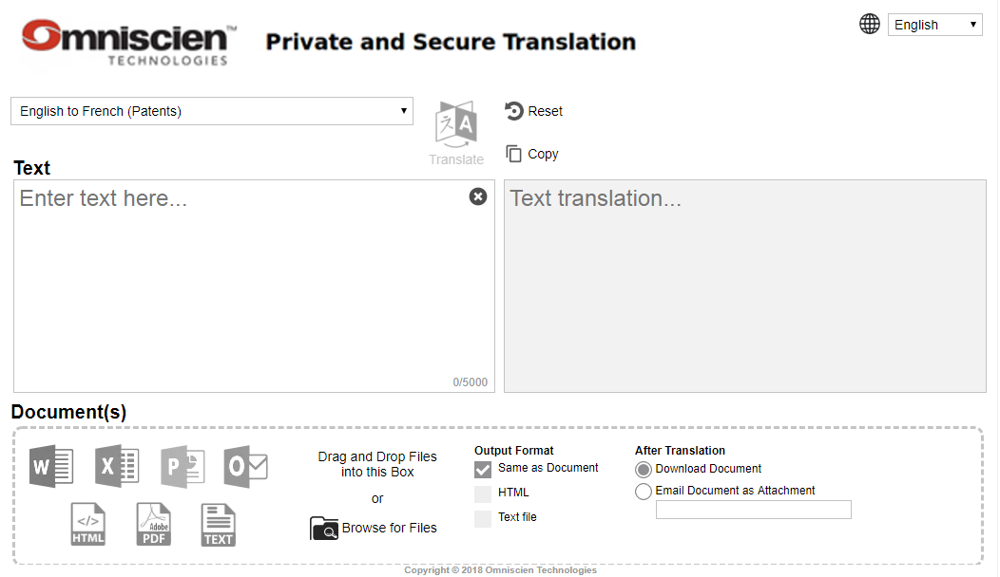 Omniscien™
TECHNOLOGIES
Private and Secure Translation
English
English to French (Patents)
Translate
Reset
Copy
Text
Enter text here...
Text translation...
0/5000
Document(s)
W
X
P
O
</>
HTML
Adobe
PDF
TEXT
Drag and Drop Files
into this Box
or
Browse for Files
Output Format
Same as Document
HTML
Text file
After Translation
Download Document
Email Document as Attachment
Copyright © 2018 Omniscien Technologies